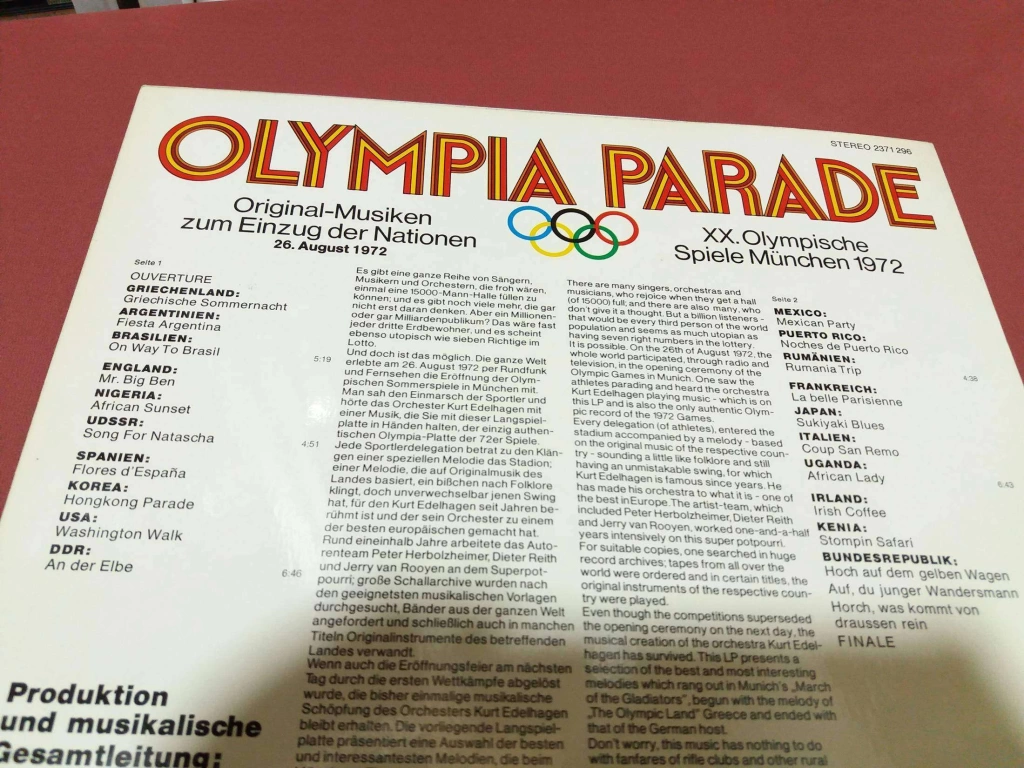 STEREO 2371 296
OLYMPIA PARADE
Original-Musiken
zum Einzug der Nationen
26. August 1972
XX. Olympische
Spiele München 1972
Seite 1
OUVERTURE
GRIECHENLAND:
Griechische Sommernacht
ARGENTINIEN:
Fiesta Argentina
BRASILIEN:
On Way To Brasil
5:19
ENGLAND:
Mr. Big Ben
NIGERIA:
African Sunset
UDSSR:
Song For Natascha
4:51
SPANIEN:
Flores d'España
KOREA:
Hongkong Parade
USA:
Washington Walk
DDR:
An der Elbe
6:46
Produktion
und musikalische
Gesamtleitung:
Es gibt eine ganze Reihe von Sängern,
Musikern und Orchestern, die froh wären,
einmal eine 15000-Mann-Halle füllen zu
können; und es gibt noch viele mehr, die gar
nicht erst daran denken. Aber ein Millionen-
oder gar Milliardenpublikum? Das wäre fast
jeder dritte Erdbewohner, und es scheint
ebenso utopisch wie sieben Richtige im
Lotto.
Und doch ist das möglich. Die ganze Welt
erlebte am 26. August 1972 per Rundfunk
und Fernsehen die Eröffnung der Olym-
pischen Sommerspiele in München mit.
Man sah den Einmarsch der Sportler und
hörte das Orchester Kurt Edelhagen mit
einer Musik, die Sie mit dieser Langspiel-
platte in Händen halten, der einzig authen-
tischen Olympia-Platte der 72er Spiele.
Jede Sportlerdelegation betrat zu den Klän-
gen einer speziellen Melodie das Stadion;
einer Melodie, die auf Originalmusik des
Landes basiert, ein bißchen nach Folklore
klingt, doch unverwechselbar jenen Swing
hat, für den Kurt Edelhagen seit Jahren be-
rühmt ist und der sein Orchester zu einem
der besten europäischen gemacht hat.
Rund eineinhalb Jahre arbeitete das Auto-
renteam Peter Herbolzheimer, Dieter Reith
und Jerry van Rooyen an dem Superpot-
pourri; große Schallarchive wurden nach
den geeignetsten musikalischen Vorlagen
durchgesucht, Bänder aus der ganzen Welt
angefordert und schließlich auch in manchen
Titeln Originalinstrumente des betreffenden
Landes verwandt.
Wenn auch die Eröffnungsfeier am nächsten
Tag durch die ersten Wettkämpfe abgelöst
wurde, die bisher einmalige musikalische
Schöpfung des Orchesters Kurt Edelhagen
bleibt erhalten. Die vorliegende Langspiel-
platte präsentiert eine Auswahl der besten
und interessantesten Melodien, die beim
There are many singers, orchestras and
musicians, who rejoice when they get a hall
(of 15000) full; and there are also many, who
don't give it a thought. But a billion listeners -
that would be every third person of the world
population and seems as much utopian as
having seven right numbers in the lottery.
It is possible. On the 26th of August 1972, the
whole world participated, through radio and
television, in the opening ceremony of the
Olympic Games in Munich. One saw the
athletes parading and heard the orchestra
Kurt Edelhagen playing music - which is on
this LP and is also the only authentic Olym-
pic record of the 1972 Games.
Every delegation (of athletes), entered the
stadium accompanied by a melody - based
on the original music of the respective coun-
try - sounding a little like folklore and still
having an unmistakable swing, for which
Kurt Edelhagen is famous since years. He
has made his orchestra to what it is - one of
the best in Europe. The artist-team, which
included Peter Herbolzheimer, Dieter Reith
and Jerry van Rooyen, worked one-and-a-half
years intensively on this super potpourri.
For suitable copies, one searched in huge
record archives; tapes from all over the
world were ordered and in certain titles, the
original instruments of the respective coun-
try were played.
Even though the competitions superseded
the opening ceremony on the next day, the
musical creation of the orchestra Kurt Edel-
hagen has survived. This LP presents a
selection of the best and most interesting
melodies which rang out in Munich's „March
of the Gladiators", begun with the melody of
„The Olympic Land" Greece and ended with
that of the German host.
Don't worry, this music has nothing to do
with fanfares of rifle clubs and other rural
Seite 2
MEXICO:
Mexican Party
PUERTO RICO:
Noches de Puerto Rico
RUMÄNIEN:
Rumania Trip
4:38
FRANKREICH:
La belle Parisienne
JAPAN:
Sukiyaki Blues
ITALIEN:
Coup San Remo
UGANDA:
African Lady
6:43
IRLAND:
Irish Coffee
KENIA:
Stompin Safari
BUNDESREPUBLIK:
Hoch auf dem gelben Wagen
Auf, du junger Wandersmann
Horch, was kommt von
draussen rein
FINALE